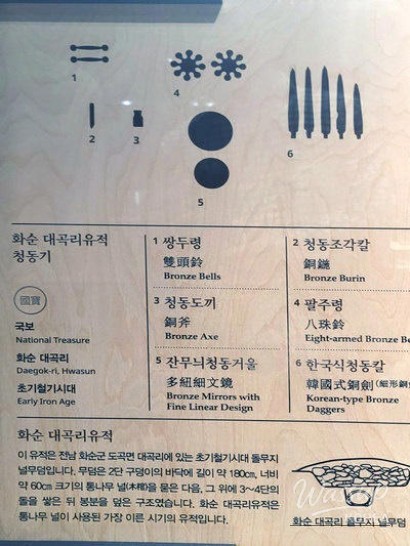 1
4
2
3
5
6
화순 대곡리유적
청동기
國寶
국보
National Treasure
화순 대곡리
Daegok-ri, Hwasun
초기철기시대
Early Iron Age
1 쌍두령
雙頭鈴
Bronze Bells
2 청동조각칼
銅鍦
Bronze Burin
3 청동도끼
銅斧
Bronze Axe
4 팔주령
八珠鈴
Eight-armed Bronze Be
5 잔무늬청동거울
多紐細文鏡
Bronze Mirrors with
Fine Linear Design
6 한국식청동칼
韓國式銅劍(細形銅
Korean-type Bronze
Daggers
화순 대곡리유적
이 유적은 전남 화순군 도곡면 대곡리에 있는 초기철기시대 돌무지
널무덤입니다. 무덤은 2단 구덩이의 바닥에 길이 약 180cm, 너비
약 60cm 크기의 통나무 널(木棺)을 묻은 다음, 그 위에 3~4단의
돌을 쌓은 뒤 봉분을 덮은 구조였습니다. 화순 대곡리유적은
통나무 널이 사용된 가장 이른 시기의 유적입니다.
화순 대곡리 돌무지 널무덤